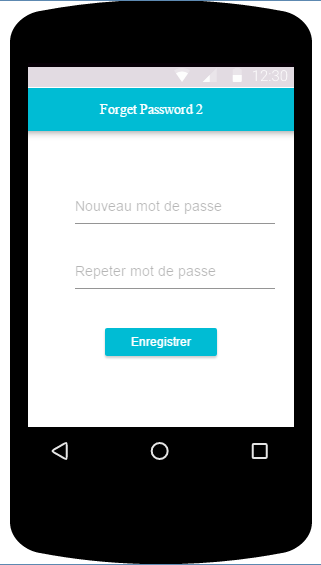 12:30
Forget Password 2
Nouveau mot de passe
Repeter mot de passe
Enregistrer